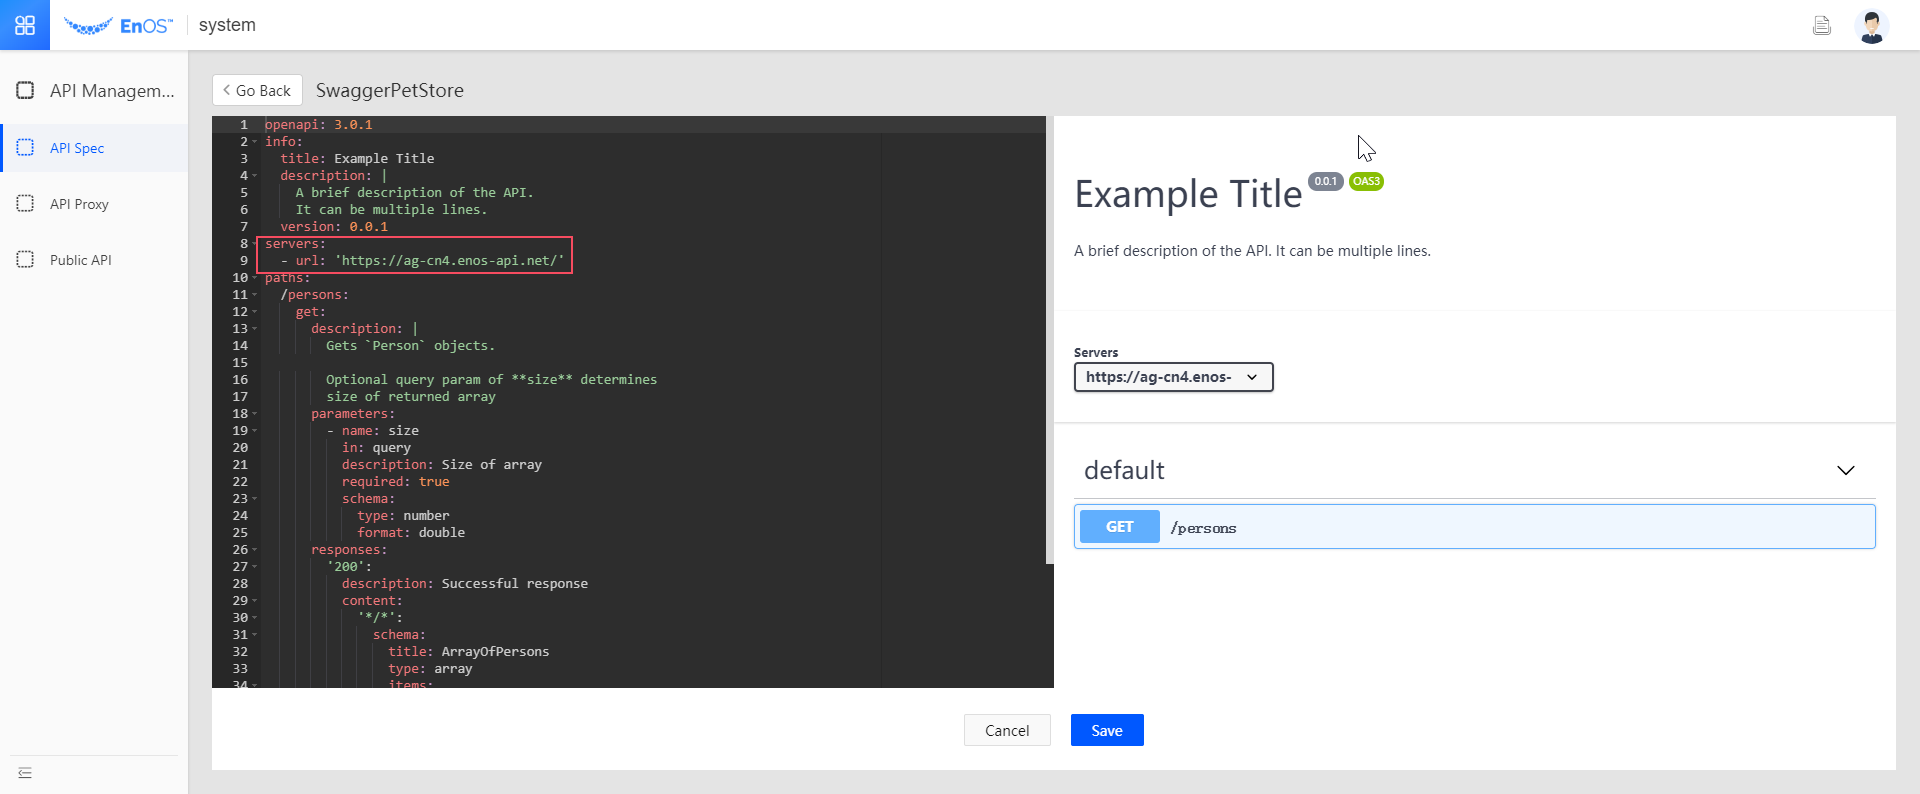 EnOS™
system
API Managem...
API Spec
API Proxy
Public API
Go Back
SwaggerPetStore
1 openapi: 3.0.1
2 info:
3 title: Example Title
4 description: |
5 A brief description of the API.
6 It can be multiple lines.
7 version: 0.0.1
8 servers:
9 - url: 'https://ag-cn4.enos-api.net/'
10 paths:
11 /persons:
12 get:
13 description: |
14 Gets `Person` objects.
15
16 Optional query param of **size** determines
17 size of returned array
18 parameters:
19 - name: size
20 in: query
21 description: Size of array
22 required: true
23 schema:
24 type: number
25 format: double
26 responses:
27 '200':
28 description: Successful response
29 content:
30 '*/*':
31 schema:
32 title: ArrayOfPersons
33 type: array
34 items:
Example Title 0.0.1 OAS3
A brief description of the API. It can be multiple lines.
Servers
https://ag-cn4.enos-
default
GET /persons
Cancel
Save